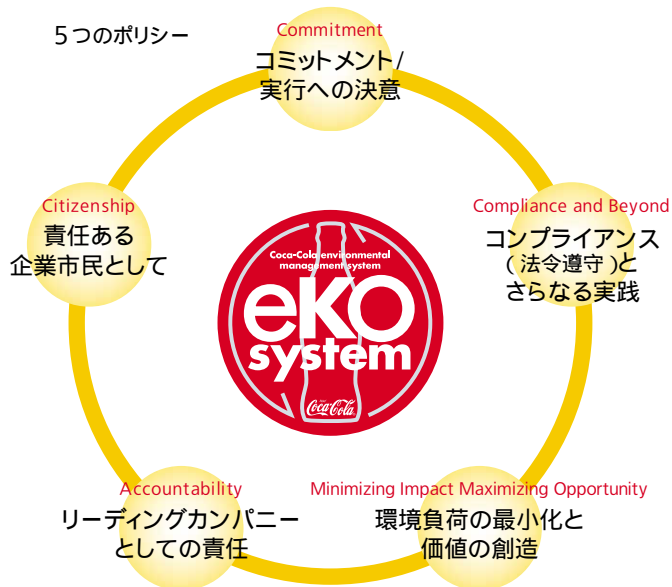 5つのポリシー
Commitment
コミットメント/
実行への決意
Citizenship
責任ある
企業市民として
Compliance and Beyond
コンプライアンス
(法令遵守)と
さらなる実践
Coca-Cola environmental
management system
eKO
system
Coca-Cola
Accountability
リーディングカンパニー
としての責任
Minimizing Impact Maximizing Opportunity
環境負荷の最小化と
価値の創造